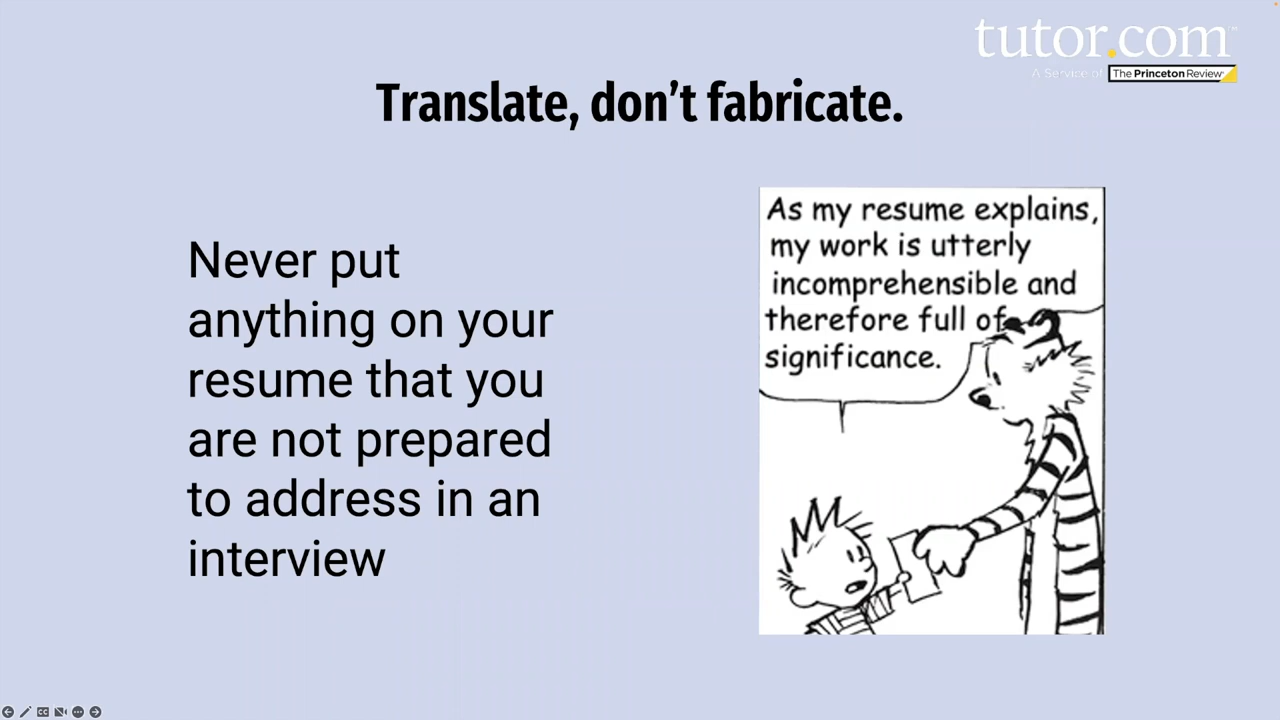 tutor.com
A Service of The Princeton Review
Translate, don't fabricate.
Never put
anything on your
resume that you
are not prepared
to address in an
interview
As my resume explains,
my work is utterly
incomprehensible and
therefore full of
significance.
CC